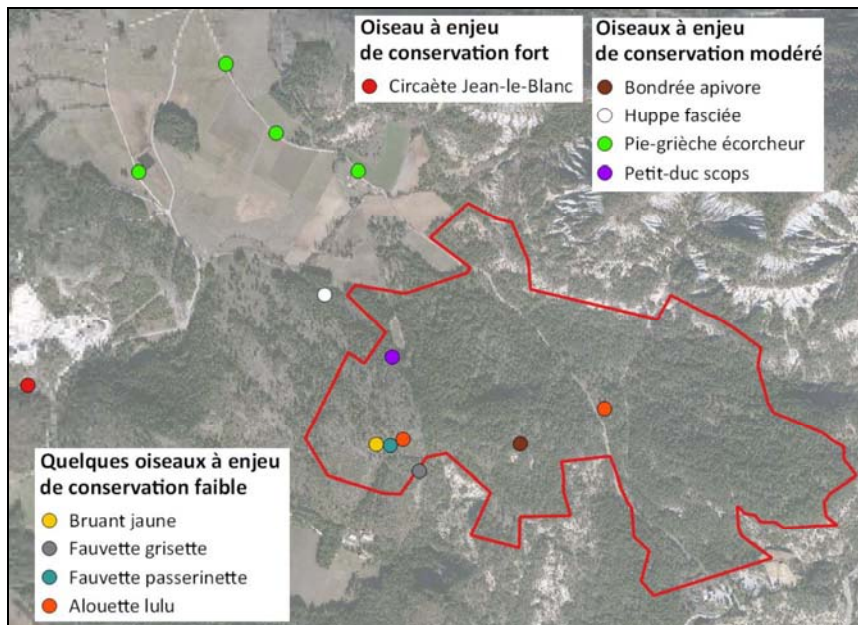 Oiseau à enjeu
de conservation fort
Circaète Jean-le-Blanc
Oiseaux à enjeu
de conservation modéré
Bondrée apivore
Huppe fasciée
Pie-grièche écorcheur
Petit-duc scops
Quelques oiseaux à enjeu
de conservation faible
Bruant jaune
Fauvette grisette
Fauvette passerinette
Alouette lulu